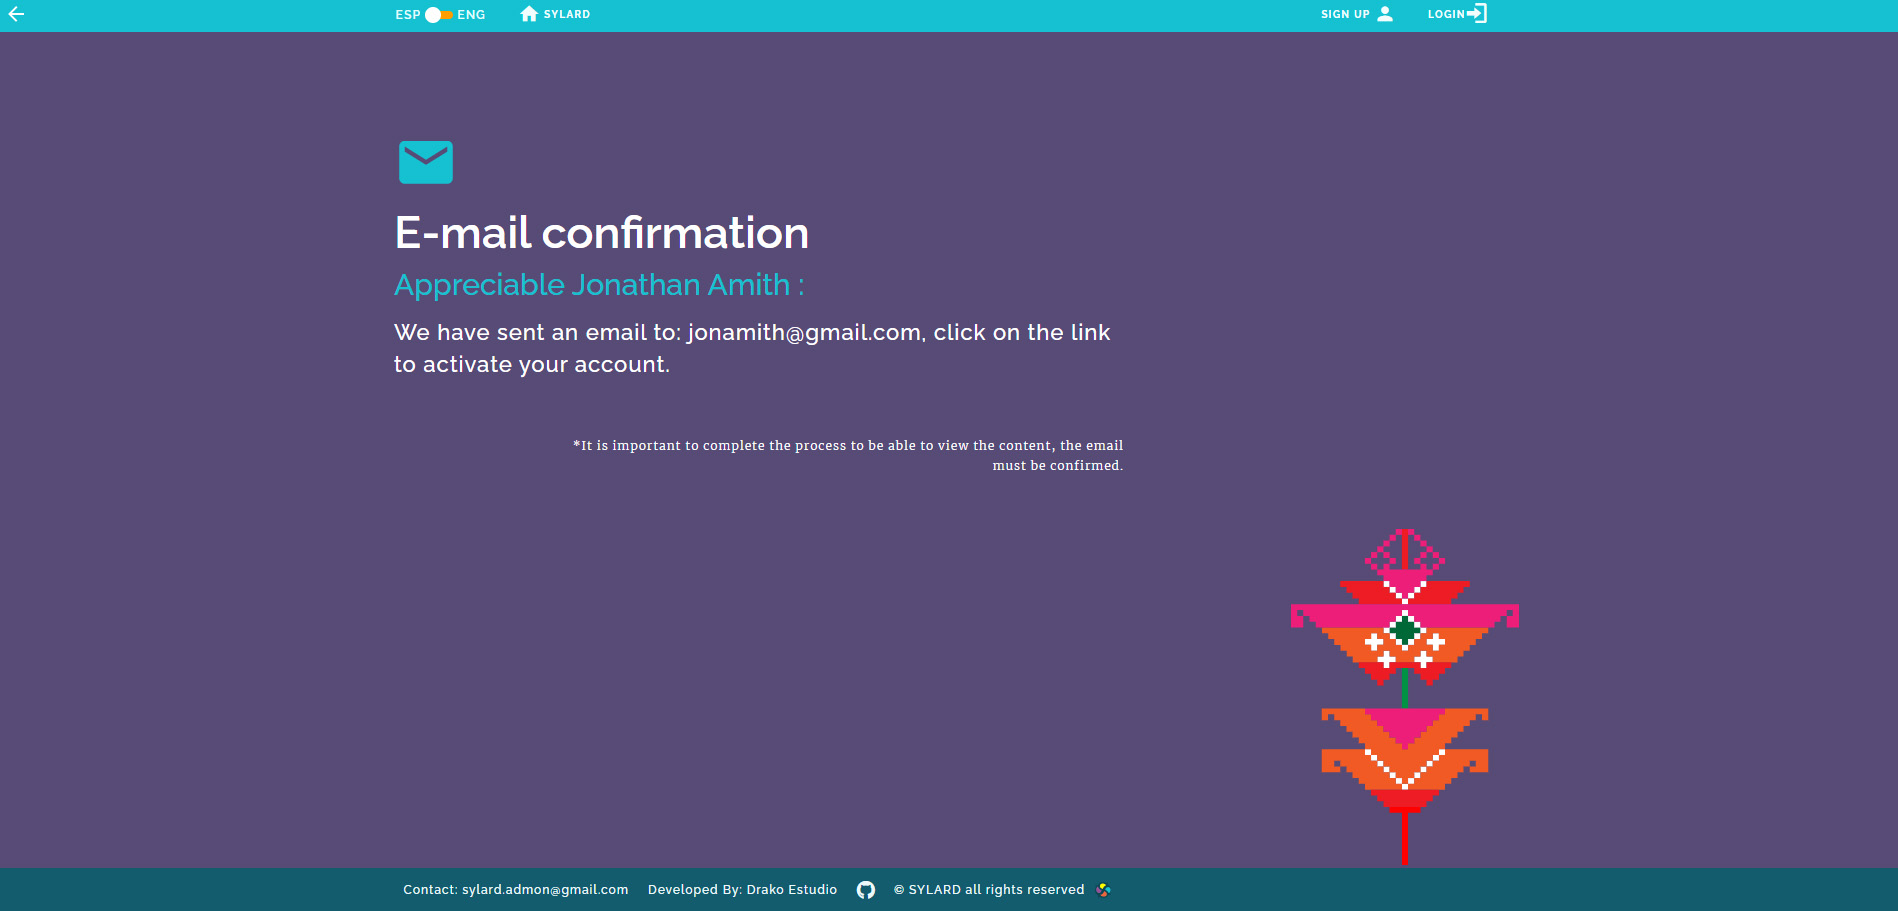 ESP ENG SYLARD SIGN UP LOGIN
E-mail confirmation
Appreciable Jonathan Amith :
We have sent an email to: jonamith@gmail.com, click on the link
to activate your account.
*It is important to complete the process to be able to view the content, the email
must be confirmed.
Contact: sylard.admon@gmail.com Developed By: Drako Estudio © SYLARD all rights reserved